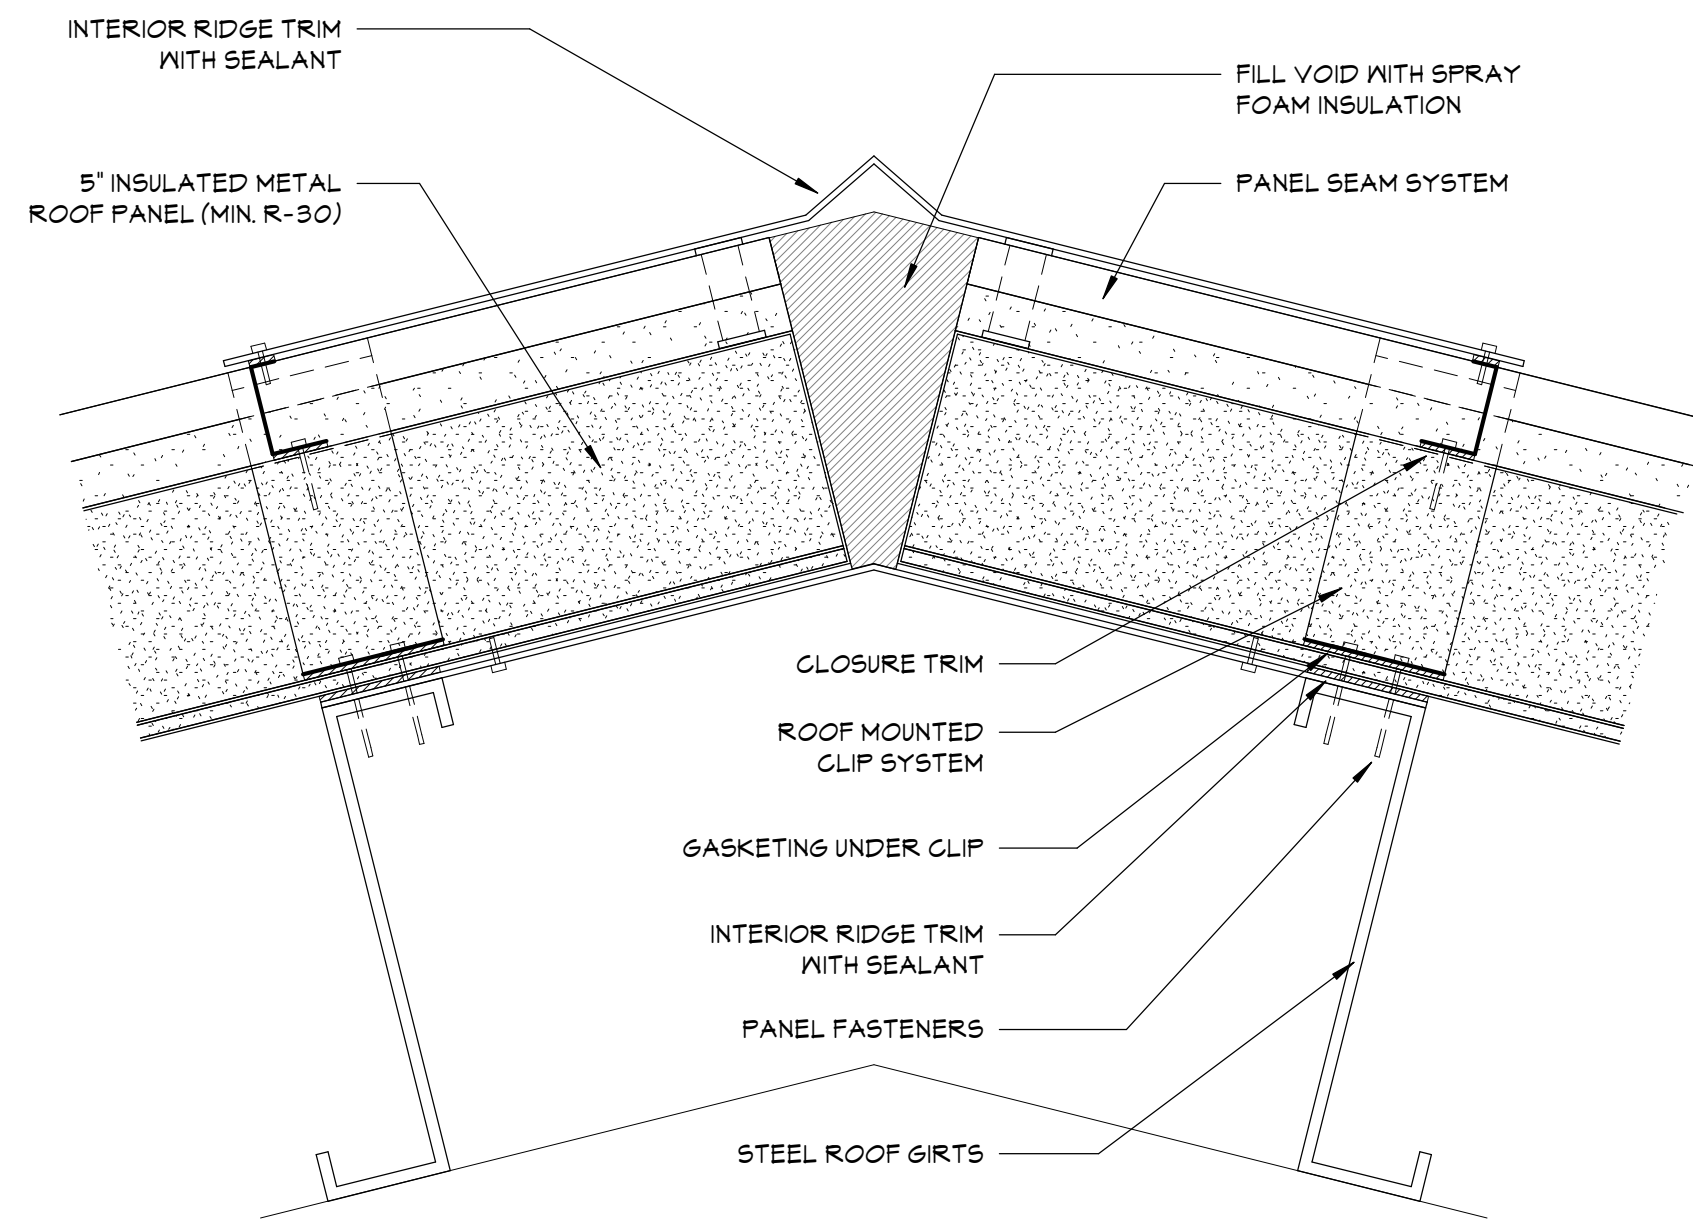 INTERIOR RIDGE TRIM
WITH SEALANT
FILL VOID WITH SPRAY
FOAM INSULATION
5" INSULATED METAL
ROOF PANEL (MIN. R-30)
PANEL SEAM SYSTEM
CLOSURE TRIM
ROOF MOUNTED
CLIP SYSTEM
GASKETING UNDER CLIP
INTERIOR RIDGE TRIM
WITH SEALANT
PANEL FASTENERS
STEEL ROOF GIRTS